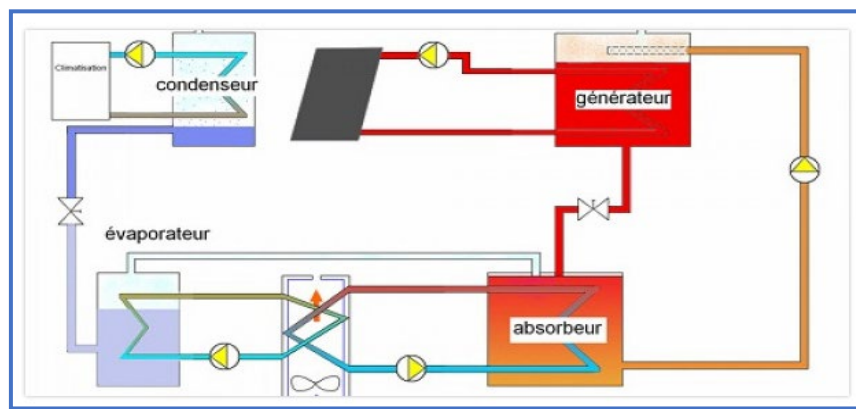 Climatisation
condenseur
générateur
évaporateur
absorbeur